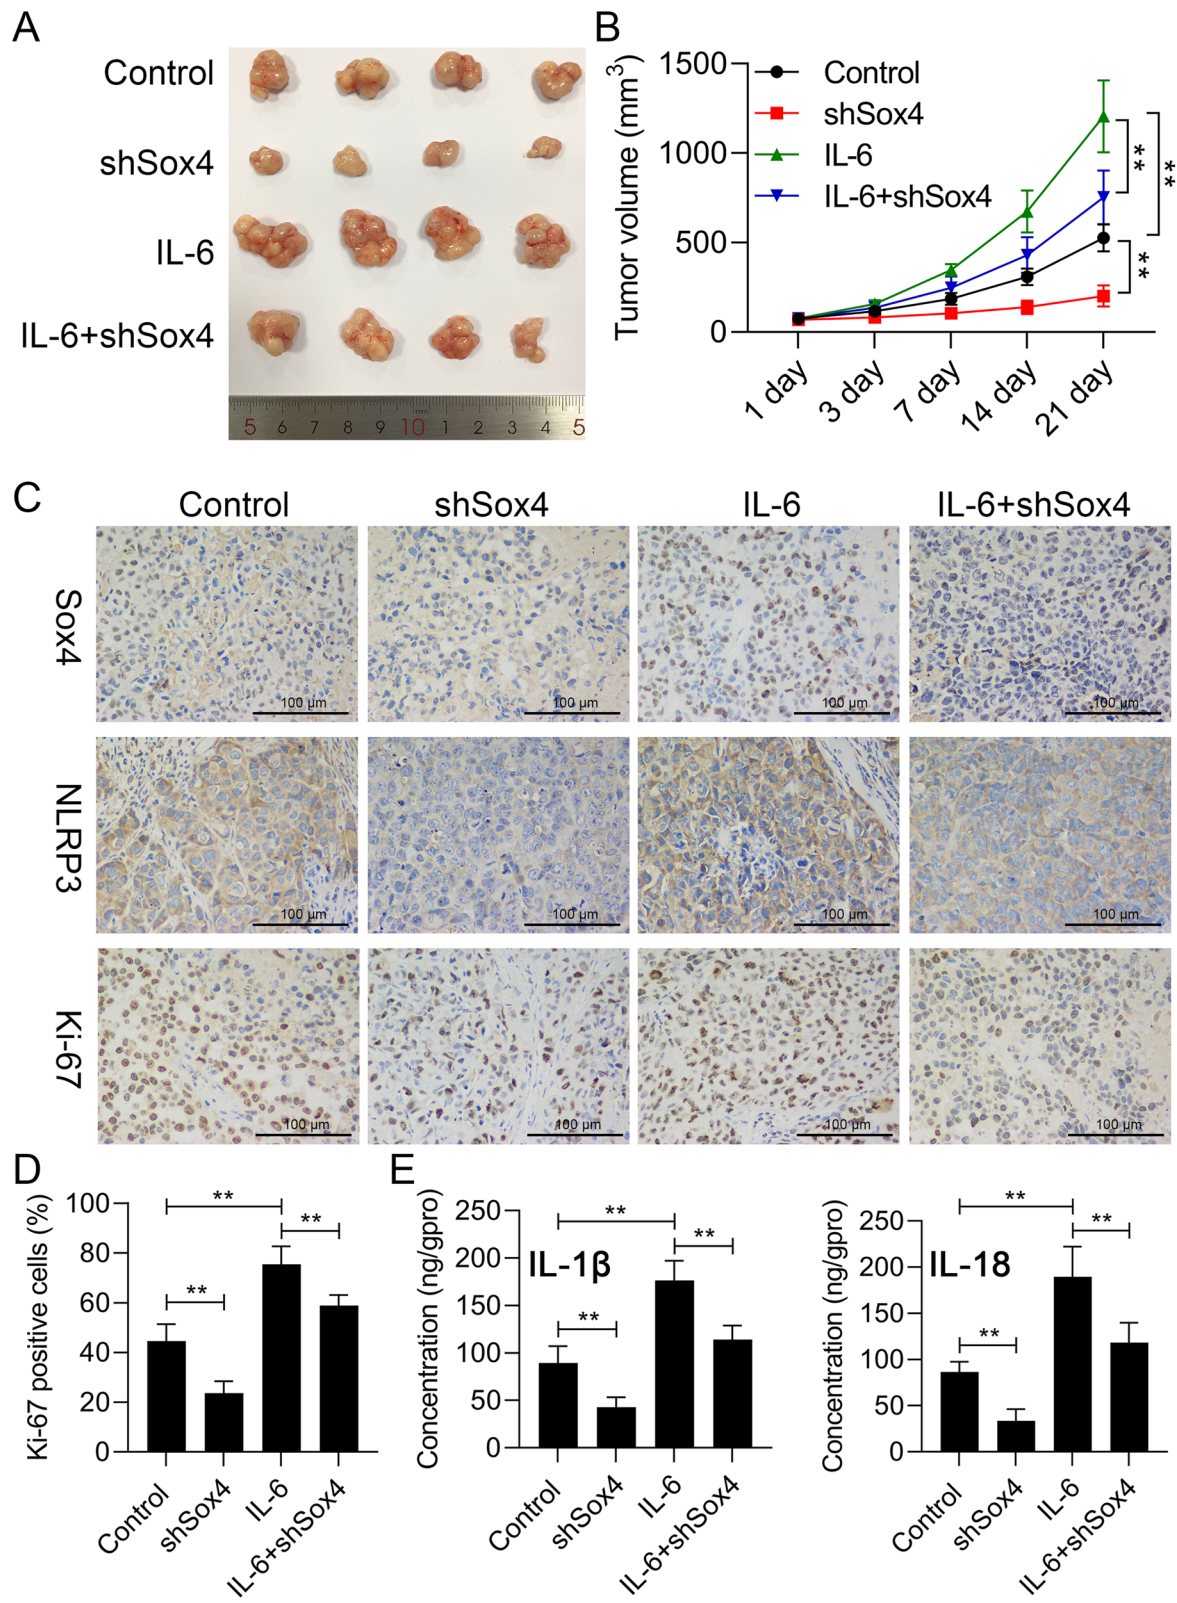 A
Control
shSox4
IL-6
IL-6+shSox4
mm
5 6 7 8 9 10 1 2 3 4 5
B
Tumor volume (mm³)
1500
1000
500
0
Control
shSox4
IL-6
IL-6+shSox4
**
**
**
1 day
3 day
7 day
14 day
21 day
C
Control shSox4 IL-6 IL-6+shSox4
Sox4
100 µm 100 µm 100 µm 100 µm
NLRP3
100 µm 100 µm 100 µm 100 µm
Ki-67
100 µm 100 µm 100 µm 100 µm
D
Ki-67 positive cells (%)
100
80
60
40
20
0
**
**
**
Control
shSox4
IL-6
IL-6+shSox4
E
Concentration (ng/gpro)
250
200
150
100
50
0
IL-1β
**
**
**
Control
shSox4
IL-6
IL-6+shSox4
Concentration (ng/gpro)
250
200
150
100
50
0
IL-18
**
**
**
Control
shSox4
IL-6
IL-6+shSox4